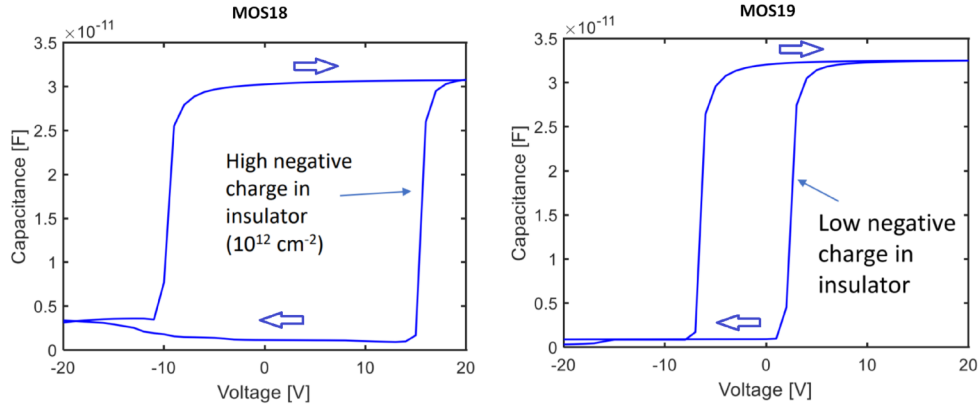 MOS18
×10⁻¹¹
3.5
3
2.5
2
1.5
1
0.5
0
Capacitance [F]
-20 -10 0 10 20
Voltage [V]
High negative
charge in
insulator
(10¹² cm⁻²)
MOS19
×10⁻¹¹
3.5
3
2.5
2
1.5
1
0.5
0
Capacitance [F]
-20 -10 0 10 20
Voltage [V]
Low negative
charge in
insulator